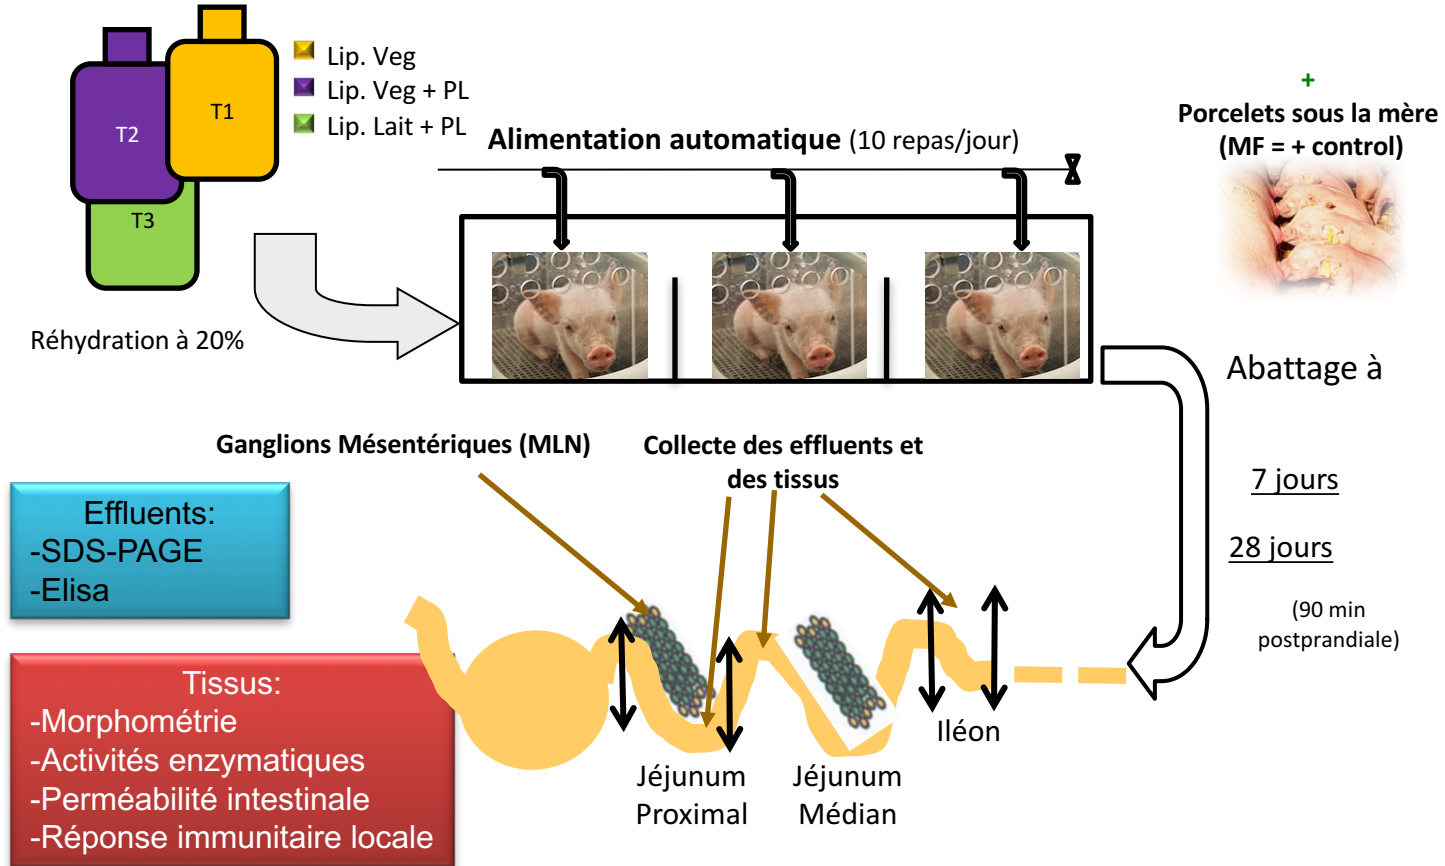 T1
T2
T3
Lip. Veg
Lip. Veg + PL
Lip. Lait + PL
Réhydration à 20%
Alimentation automatique (10 repas/jour)
+
Porcelets sous la mère
(MF = + control)
Abattage à
7 jours
28 jours
(90 min
postprandiale)
Ganglions Mésentériques (MLN)
Collecte des effluents et
des tissus
Effluents:
-SDS-PAGE
-Elisa
Tissus:
-Morphométrie
-Activités enzymatiques
-Perméabilité intestinale
-Réponse immunitaire locale
Jéjunum
Proximal
Jéjunum
Médian
Iléon